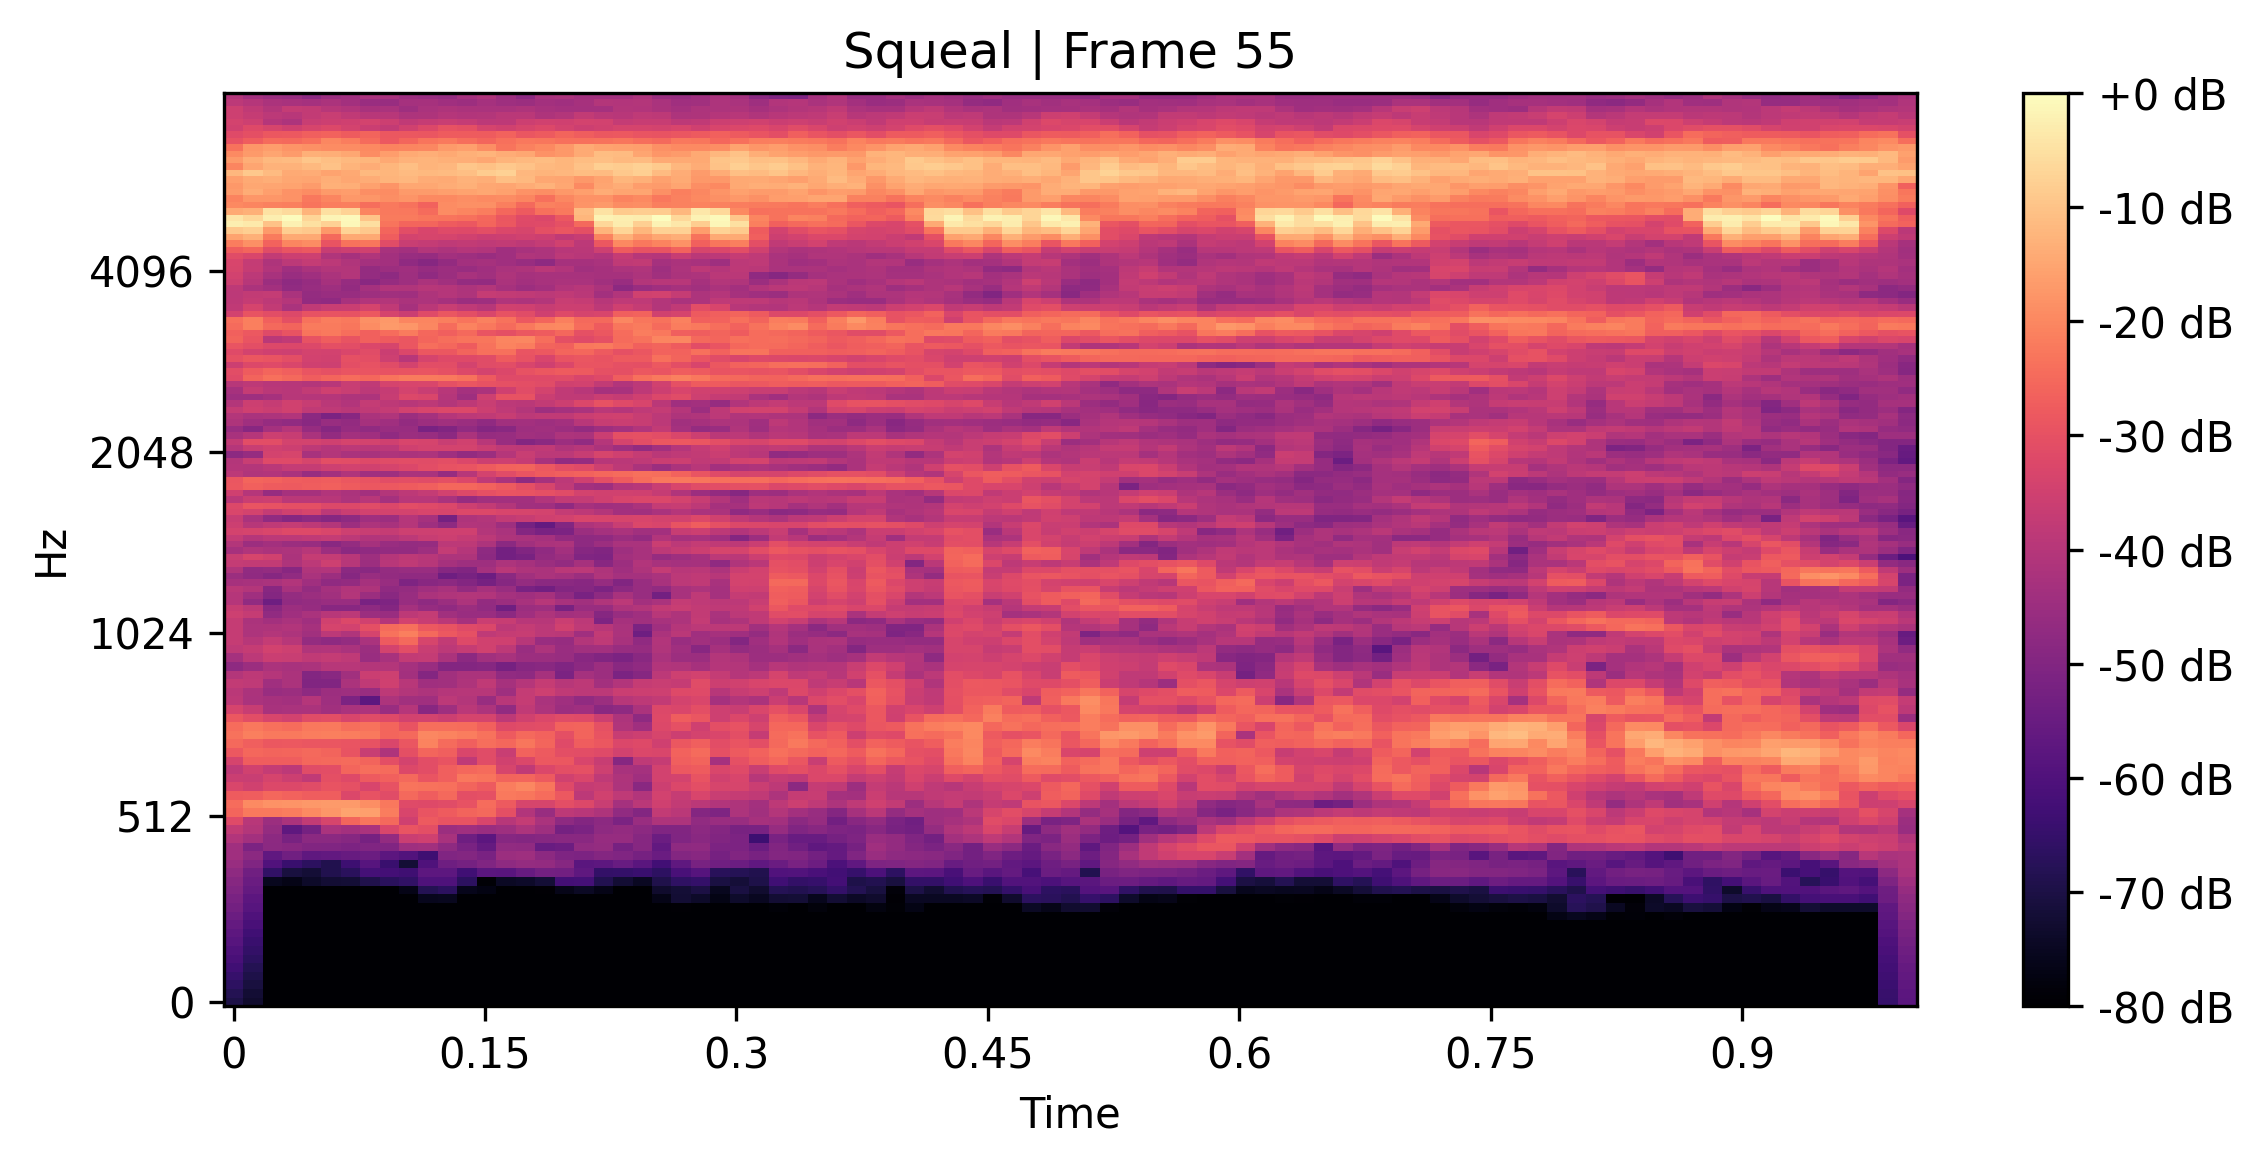 Squeal | Frame 55
+0 dB
-10 dB
-20 dB
-30 dB
-40 dB
-50 dB
-60 dB
-70 dB
-80 dB
Hz
4096
2048
1024
512
0
0 0.15 0.3 0.45 0.6 0.75 0.9
Time